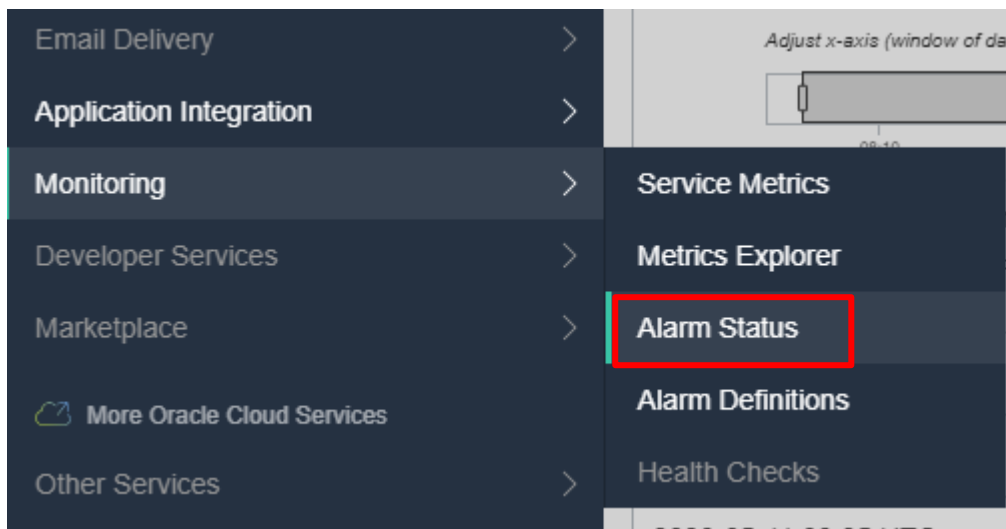 Email Delivery
Application Integration
Monitoring
Developer Services
Marketplace
More Oracle Cloud Services
Other Services
Adjust x-axis (window of
Service Metrics
Metrics Explorer
Alarm Status
Alarm Definitions
Health Checks